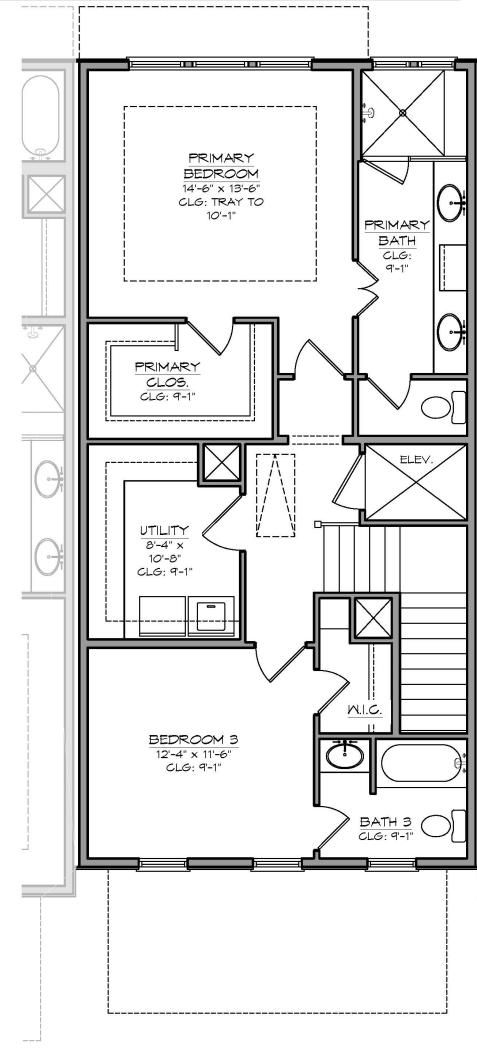 PRIMARY
BEDROOM
14'-6" x 13'-6"
CLG: TRAY TO
10'-1"
PRIMARY
BATH
CLG:
9'-1"
PRIMARY
CLOS.
CLG: 9'-1"
ELEV.
UTILITY
8'-4" x
10'-8"
CLG: 9'-1"
W.I.C.
BEDROOM 3
12'-4" x 11'-6"
CLG: 9'-1"
BATH 3
CLG: 9'-1"